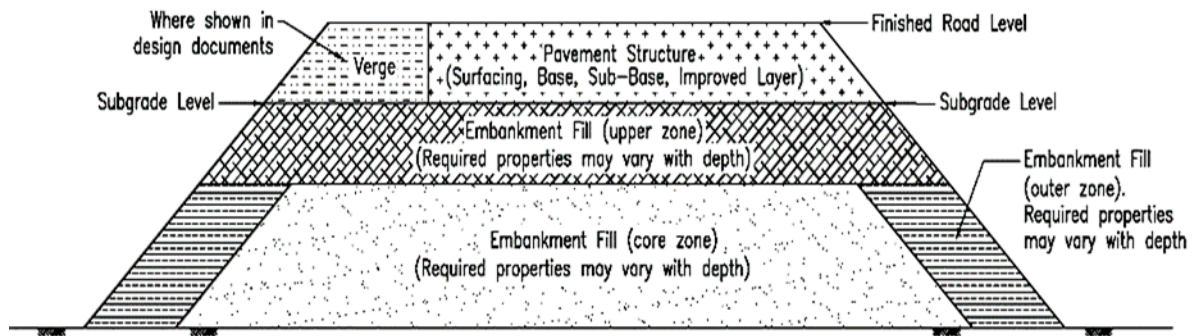 Where shown in
design documents
Finished Road Level
Verge
Pavement Structure
(Surfacing, Base, Sub-Base, Improved Layer)
Subgrade Level
Subgrade Level
Embankment Fill (upper zone)
(Required properties may vary with depth)
Embankment Fill
(outer zone).
Required properties
may vary with depth
Embankment Fill (core zone)
(Required properties may vary with depth)